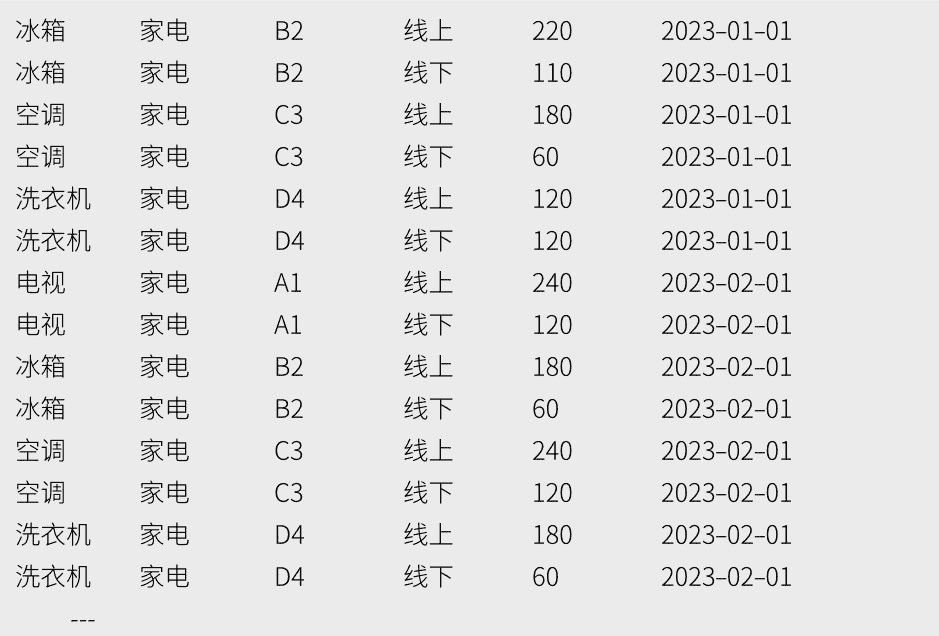 冰箱 家电 B2 线上 220 2023-01-01
冰箱 家电 B2 线下 110 2023-01-01
空调 家电 C3 线上 180 2023-01-01
空调 家电 C3 线下 60 2023-01-01
洗衣机 家电 D4 线上 120 2023-01-01
洗衣机 家电 D4 线下 120 2023-01-01
电视 家电 A1 线上 240 2023-02-01
电视 家电 A1 线下 120 2023-02-01
冰箱 家电 B2 线上 180 2023-02-01
冰箱 家电 B2 线下 60 2023-02-01
空调 家电 C3 线上 240 2023-02-01
空调 家电 C3 线下 120 2023-02-01
洗衣机 家电 D4 线上 180 2023-02-01
洗衣机 家电 D4 线下 60 2023-02-01
---